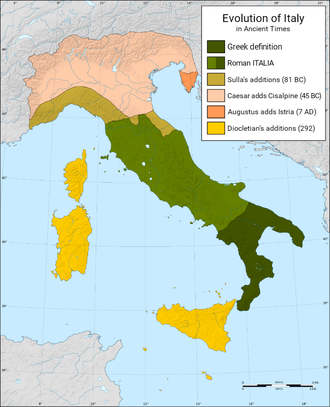 Evolution of Italy
in Ancient Times
Greek definition
Roman ITALIA
Sulla's additions (81 BC)
Caesar adds Cisalpine (45 BC)
Augustus adds Istria (7 AD)
Diocletian's additions (292)